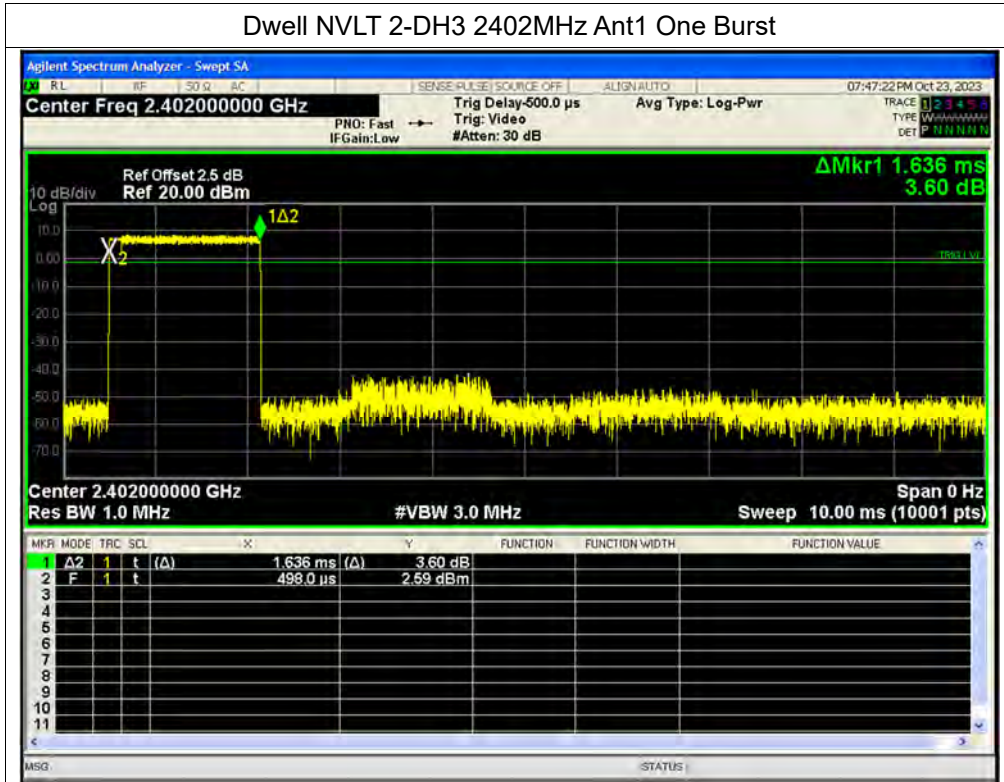 Dwell NVLT 2-DH3 2402MHz Ant1 One Burst
Agilent Spectrum Analyzer - Swept SA
LXI RL RF 50 Ω AC SENSE:PULSE SOURCE OFF ALIGNAUTO 07:47:22 PM Oct 23, 2023
Center Freq 2.402000000 GHz Trig Delay-500.0 µs Avg Type: Log-Pwr TRACE 1 2 3 4 5 6
PNO: Fast Trig: Video TYPE W
IFGain:Low #Atten: 30 dB DET P N N N N N
ΔMkr1 1.636 ms
3.60 dB
Ref Offset 2.5 dB
10 dB/div Ref 20.00 dBm
Log
1Δ2
10.0
2
0.00
TRIG LVL
-10.0
-20.0
-30.0
-40.0
-50.0
-60.0
-70.0
Center 2.402000000 GHz Span 0 Hz
Res BW 1.0 MHz #VBW 3.0 MHz Sweep 10.00 ms (10001 pts)
MKR MODE TRC SCL X Y FUNCTION FUNCTION WIDTH FUNCTION VALUE
1 Δ2 1 t (Δ) 1.636 ms (Δ) 3.60 dB
2 F 1 t 498.0 µs 2.59 dBm
3
4
5
6
7
8
9
10
11
MSG STATUS